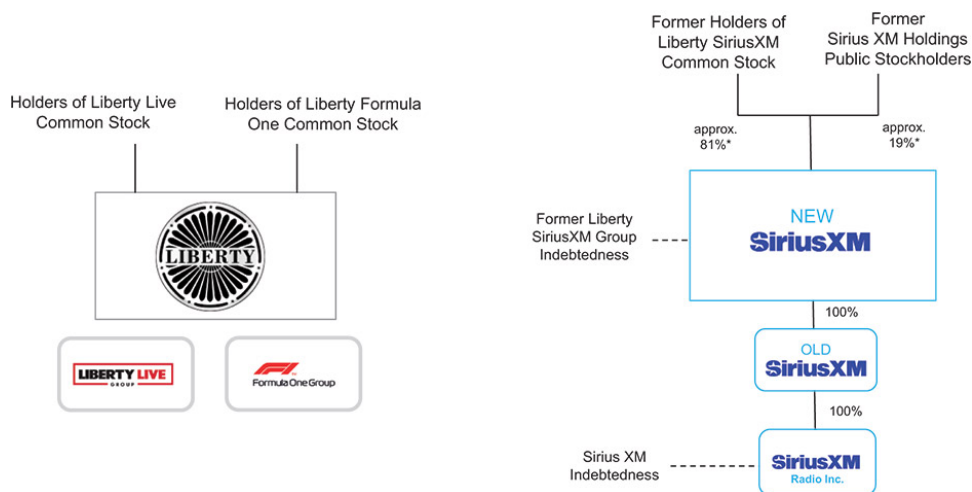 Holders of Liberty Live
Common Stock
Holders of Liberty Formula
One Common Stock
LIBERTY
LIBERTY LIVE
GROUP
F1
Formula One Group
Former Holders of
Liberty SiriusXM
Common Stock
Former
Sirius XM Holdings
Public Stockholders
approx.
81%*
approx.
19%*
Former Liberty
SiriusXM Group
Indebtedness
NEW
SiriusXM
100%
OLD
SiriusXM
100%
Sirius XM
Indebtedness
SiriusXM
Radio Inc.